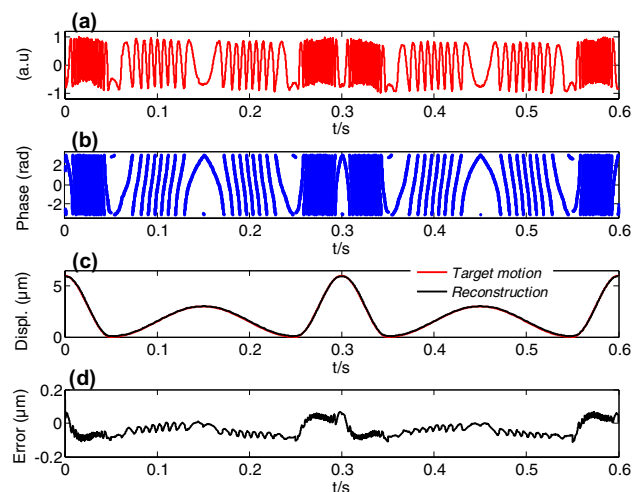 (a)
(a.u)
1
0
-1
0 0.1 0.2 0.3 0.4 0.5 0.6
t/s
(b)
Phase (rad)
2
0
-2
0 0.1 0.2 0.3 0.4 0.5 0.6
t/s
(c)
Displ. (μm)
Target motion
Reconstruction
5
0
0 0.1 0.2 0.3 0.4 0.5 0.6
t/s
(d)
Error (μm)
0.2
0
-0.2
0 0.1 0.2 0.3 0.4 0.5 0.6
t/s